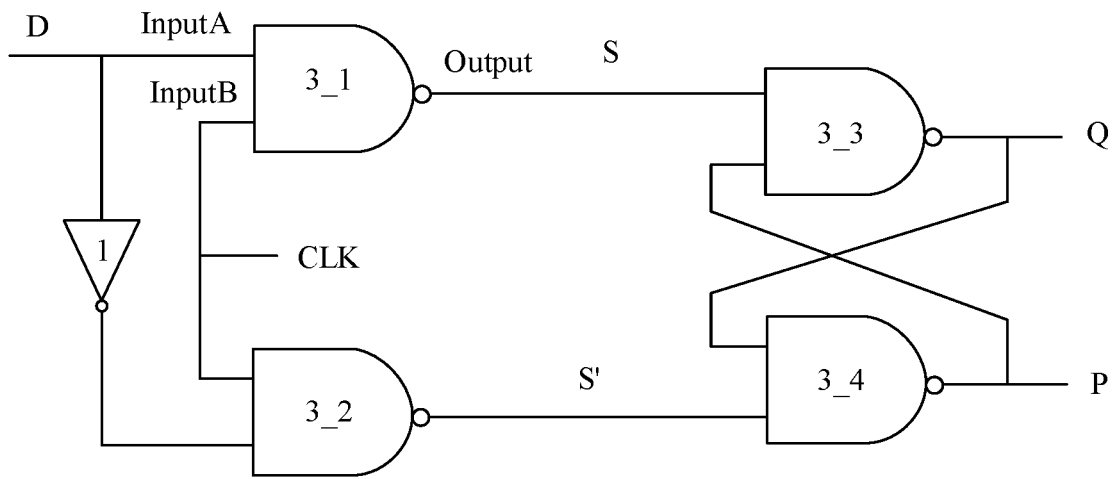 D
InputA
InputB
3_1
Output
S
3_3
Q
1
CLK
3_2
S'
3_4
P